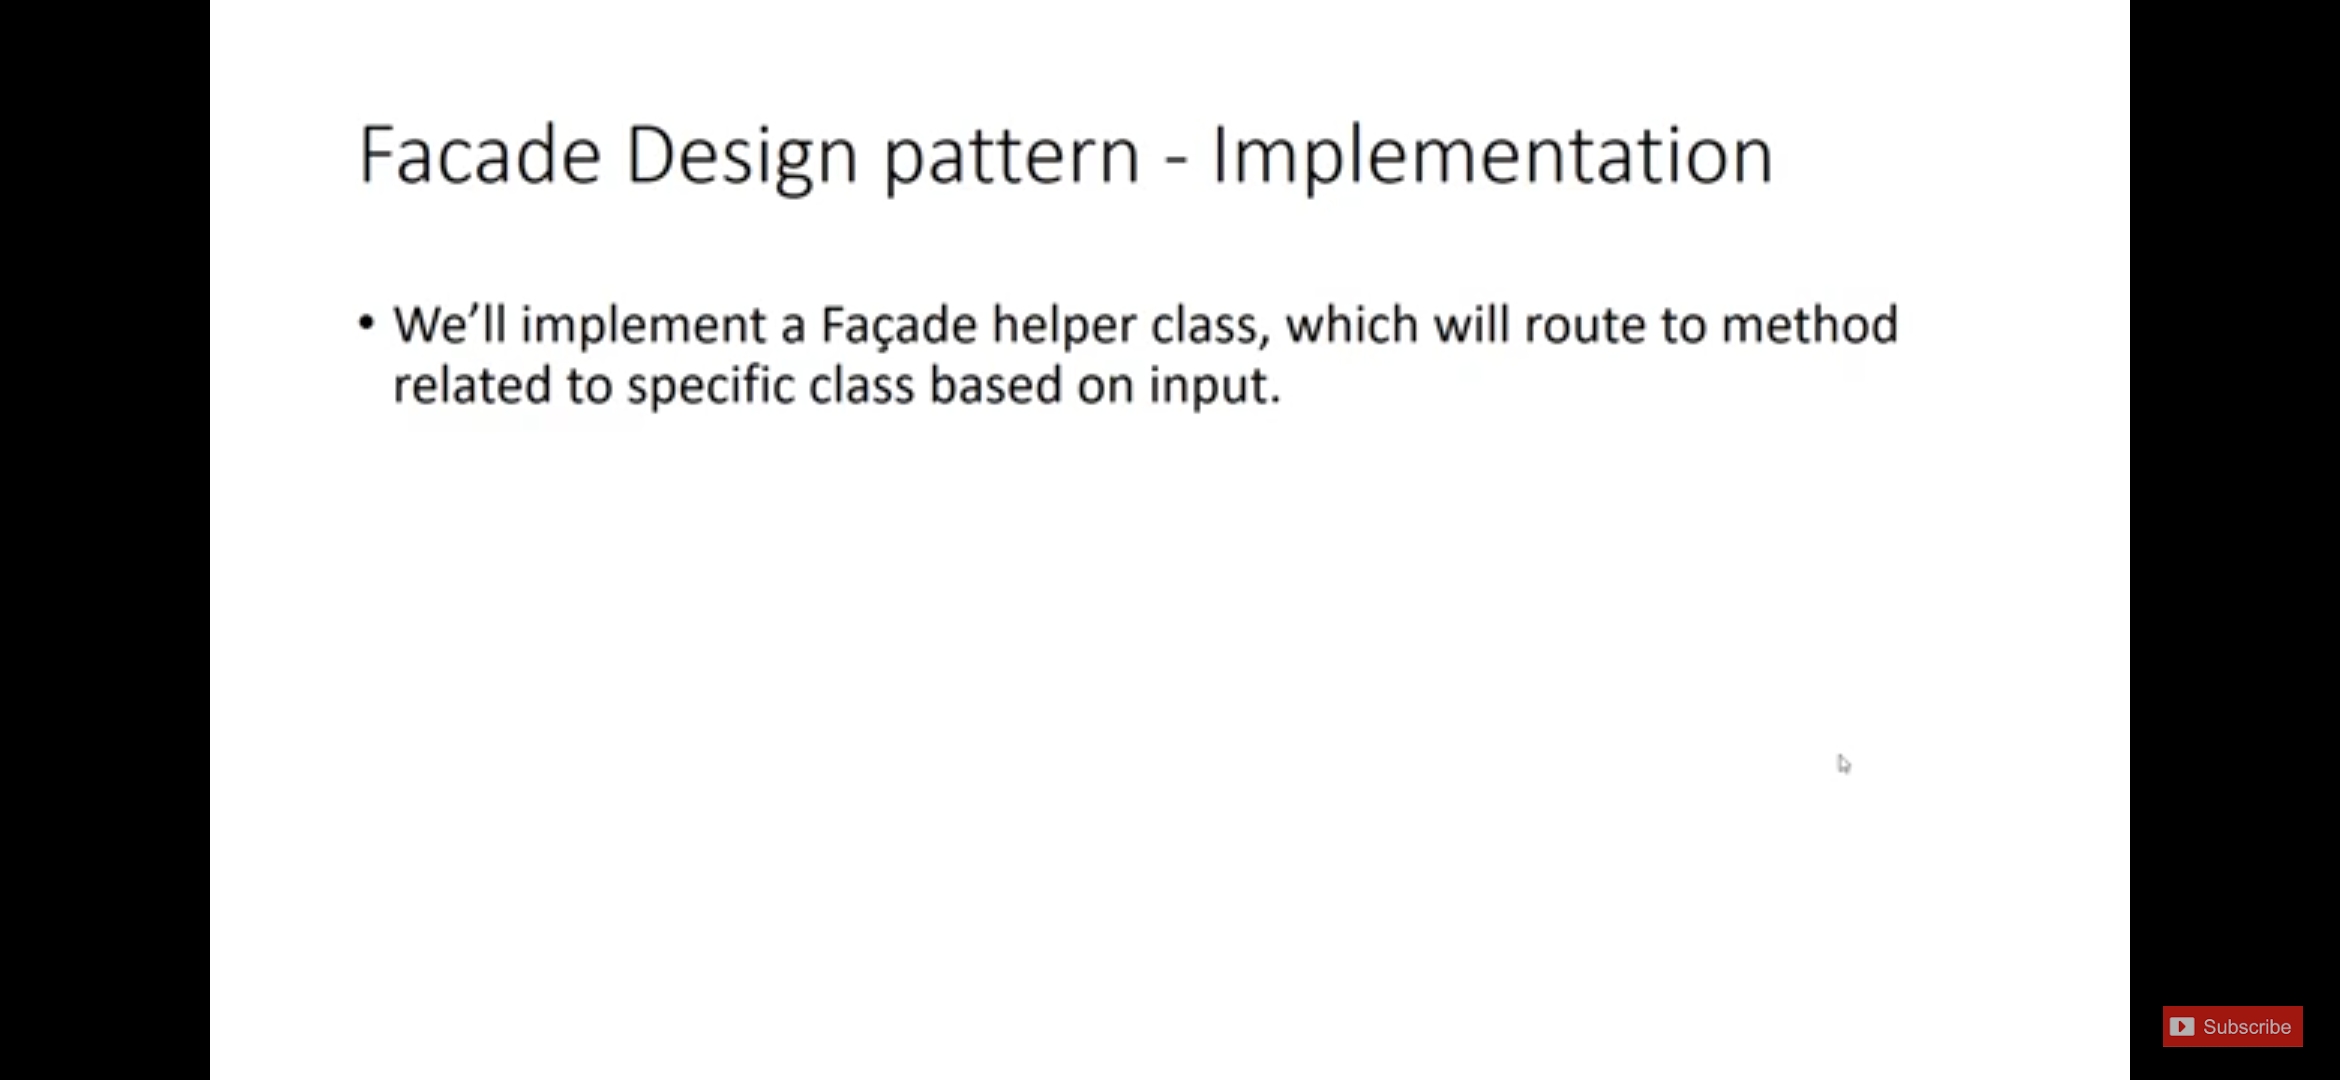 Facade Design pattern - Implementation
• We’ll implement a Façade helper class, which will route to method
related to specific class based on input.
Subscribe